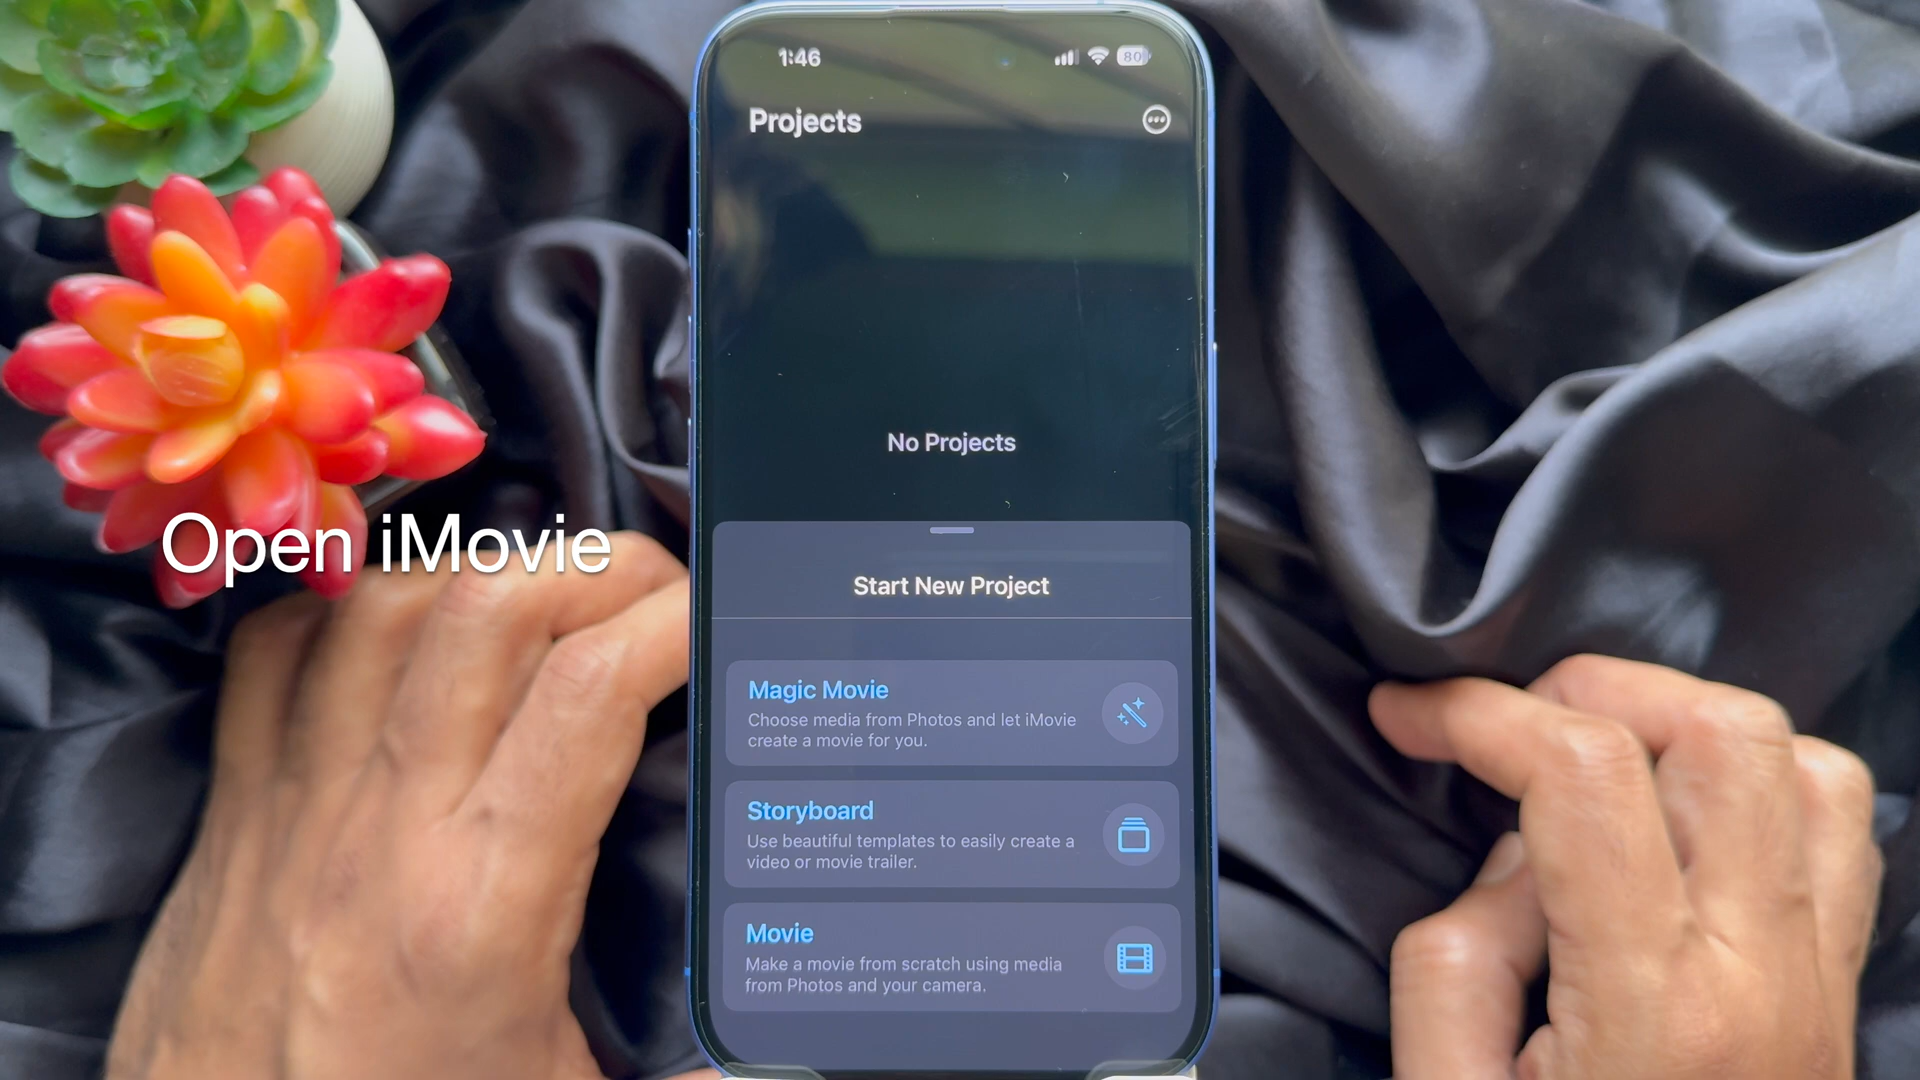 1:46
80
Projects
No Projects
Open iMovie
Start New Project
Magic Movie
Choose media from Photos and let iMovie
create a movie for you.
Storyboard
Use beautiful templates to easily create a
video or movie trailer.
Movie
Make a movie from scratch using media
from Photos and your camera.